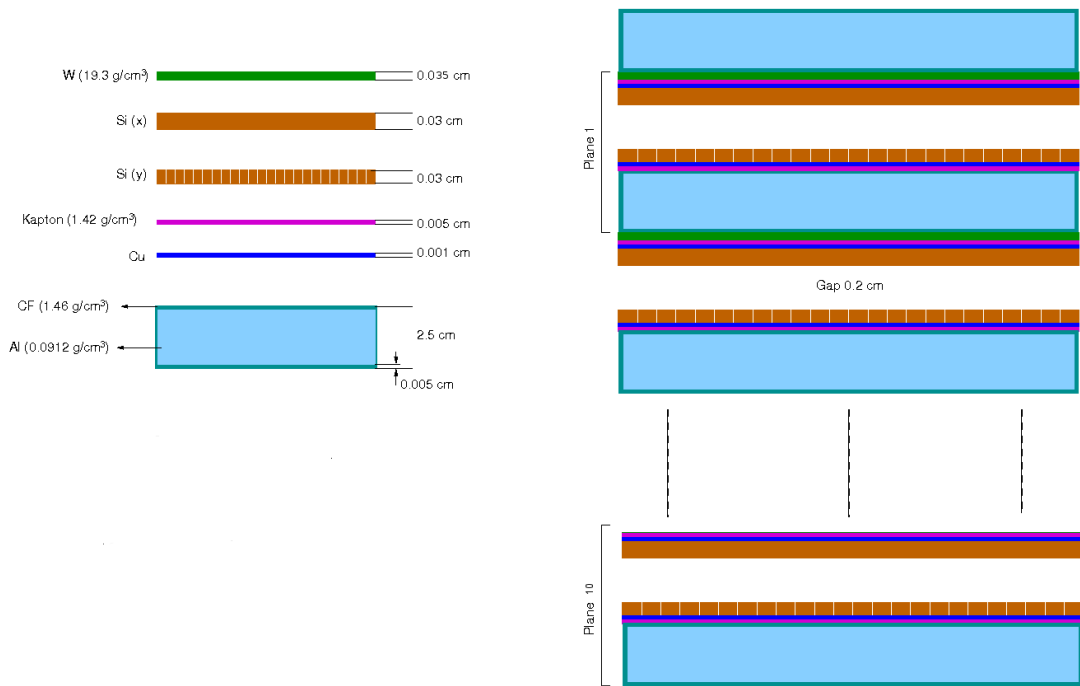 W (19.3 g/cm³)
0.035 cm
Si (x)
0.03 cm
Si (y)
0.03 cm
Kapton (1.42 g/cm³)
0.005 cm
Cu
0.001 cm
CF (1.46 g/cm³)
2.5 cm
Al (0.0912 g/cm³)
0.005 cm
Plane 1
Gap 0.2 cm
Plane 10